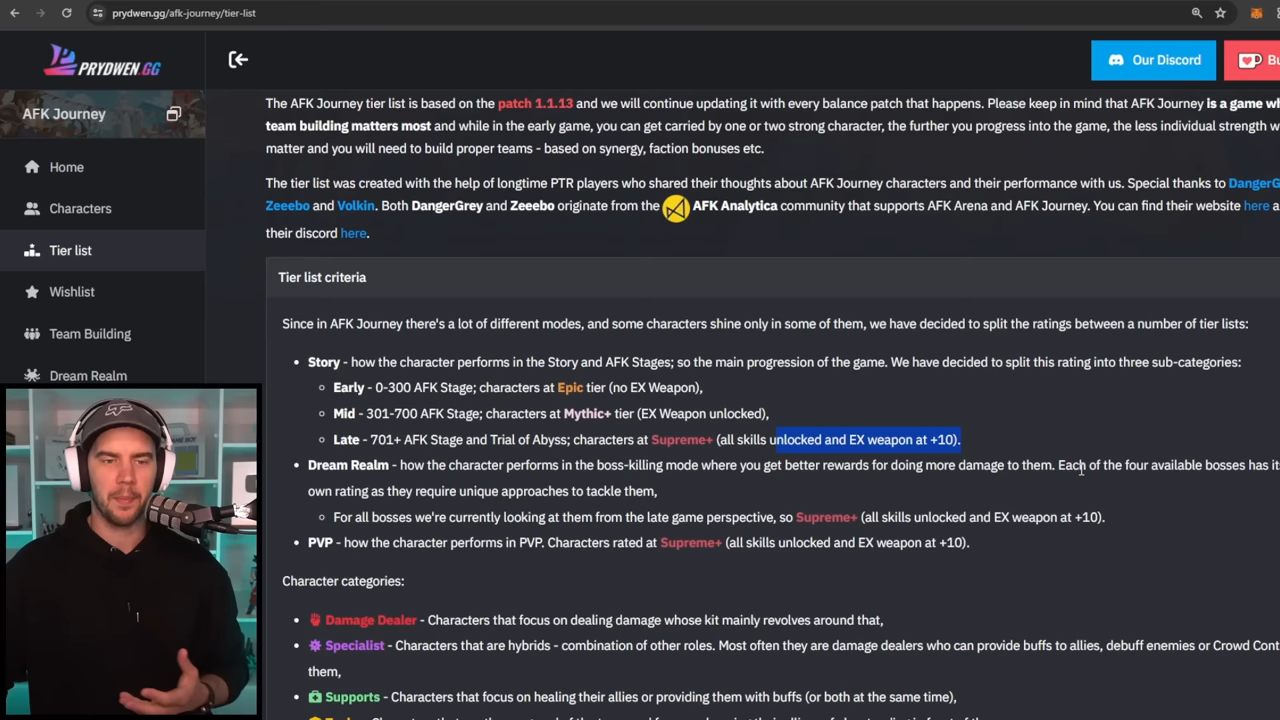 prydwen.gg/afk-journey/tier-list
PRYDWEN.GG
Our Discord
AFK Journey
Home
Characters
Tier list
Wishlist
Team Building
Dream Realm
The AFK Journey tier list is based on the patch 1.1.13 and we will continue updating it with every balance patch that happens. Please keep in mind that AFK Journey is a game
team building matters most and while in the early game, you can get carried by one or two strong character, the further you progress into the game, the less individual strength
matter and you will need to build proper teams - based on synergy, faction bonuses etc.
The tier list was created with the help of longtime PTR players who shared their thoughts about AFK Journey characters and their performance with us. Special thanks to
Zeeebo and Volkin. Both DangerGrey and Zeeebo originate from the AFK Analytica community that supports AFK Arena and AFK Journey. You can find their website here
their discord here.
Tier list criteria
Since in AFK Journey there's a lot of different modes, and some characters shine only in some of them, we have decided to split the ratings between a number of tier lists:
Story - how the character performs in the Story and AFK Stages; so the main progression of the game. We have decided to split this rating into three sub-categories:
Early - 0-300 AFK Stage; characters at Epic tier (no EX Weapon),
Mid - 301-700 AFK Stage; characters at Mythic+ tier (EX Weapon unlocked),
Late - 701+ AFK Stage and Trial of Abyss; characters at Supreme+ (all skills unlocked and EX weapon at +10).
Dream Realm - how the character performs in the boss-killing mode where you get better rewards for doing more damage to them. Each of the four available bosses has
own rating as they require unique approaches to tackle them,
For all bosses we're currently looking at them from the late game perspective, so Supreme+ (all skills unlocked and EX weapon at +10).
PVP - how the character performs in PVP. Characters rated at Supreme+ (all skills unlocked and EX weapon at +10).
Character categories:
Damage Dealer - Characters that focus on dealing damage whose kit mainly revolves around that,
Specialist - Characters that are hybrids - combination of other roles. Most often they are damage dealers who can provide buffs to allies, debuff enemies or Crowd
them,
Supports - Characters that focus on healing their allies or providing them with buffs (or both at the same time),